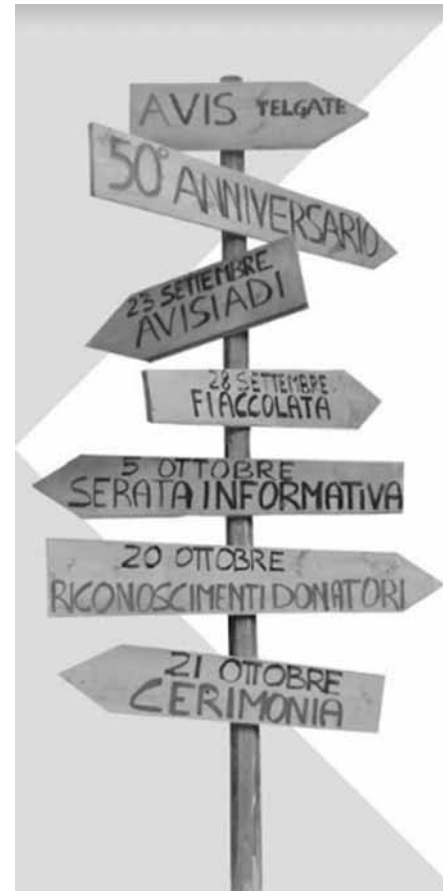 AVIS TELGATE
50° ANNIVERSARIO
23 SETTEMBRE
AVISIADI
28 SETTEMBRE
FIACCOLATA
5 OTTOBRE
SERATA INFORMATIVA
20 OTTOBRE
RICONOSCIMENTI DONATORI
21 OTTOBRE
CERIMONIA